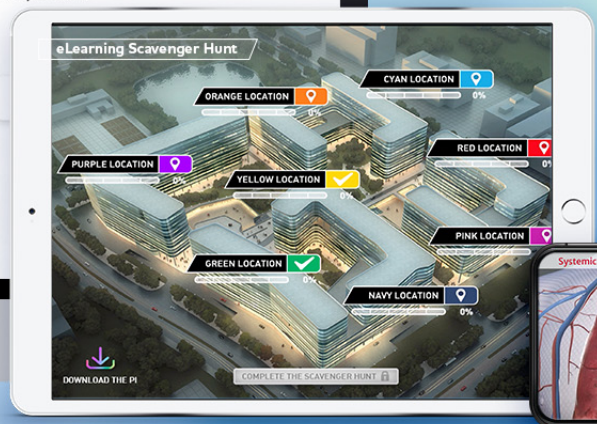 eLearning Scavenger Hunt
CYAN LOCATION
0%
ORANGE LOCATION
0%
RED LOCATION
0%
PURPLE LOCATION
0%
YELLOW LOCATION
0%
PINK LOCATION
GREEN LOCATION
0%
NAVY LOCATION
0%
DOWNLOAD THE PI
COMPLETE THE SCAVENGER HUNT
Systemic